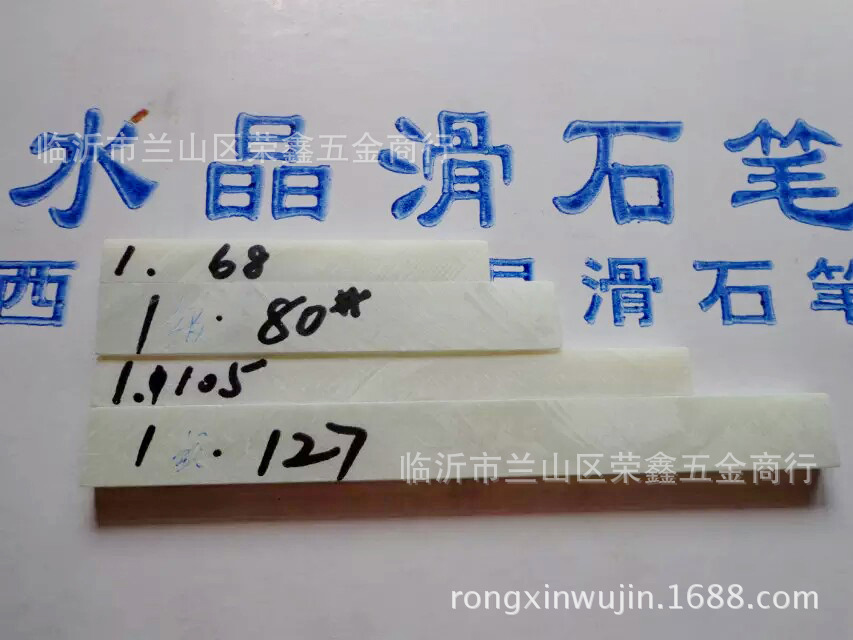 水晶滑石笔
临沂市兰山区荣鑫五金商行
西
滑石笔
1. 68
1 . 80#
1.9105
1 . 127
临沂市兰山区荣鑫五金商行
rongxinwujin.1688.com